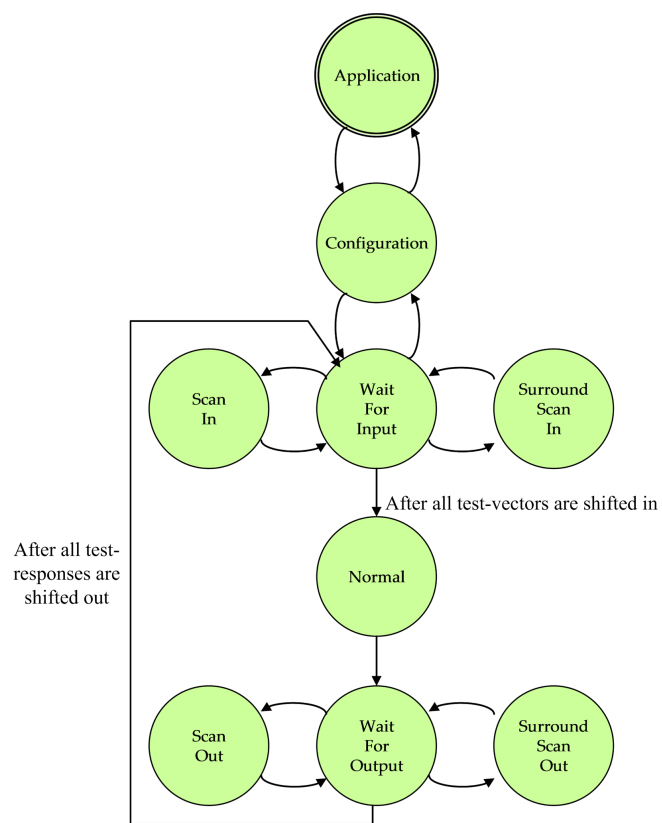 Application
Configuration
Scan
In
Wait
For
Input
Surround
Scan
In
After all test-vectors are shifted in
Normal
After all test-
responses are
shifted out
Scan
Out
Wait
For
Output
Surround
Scan
Out